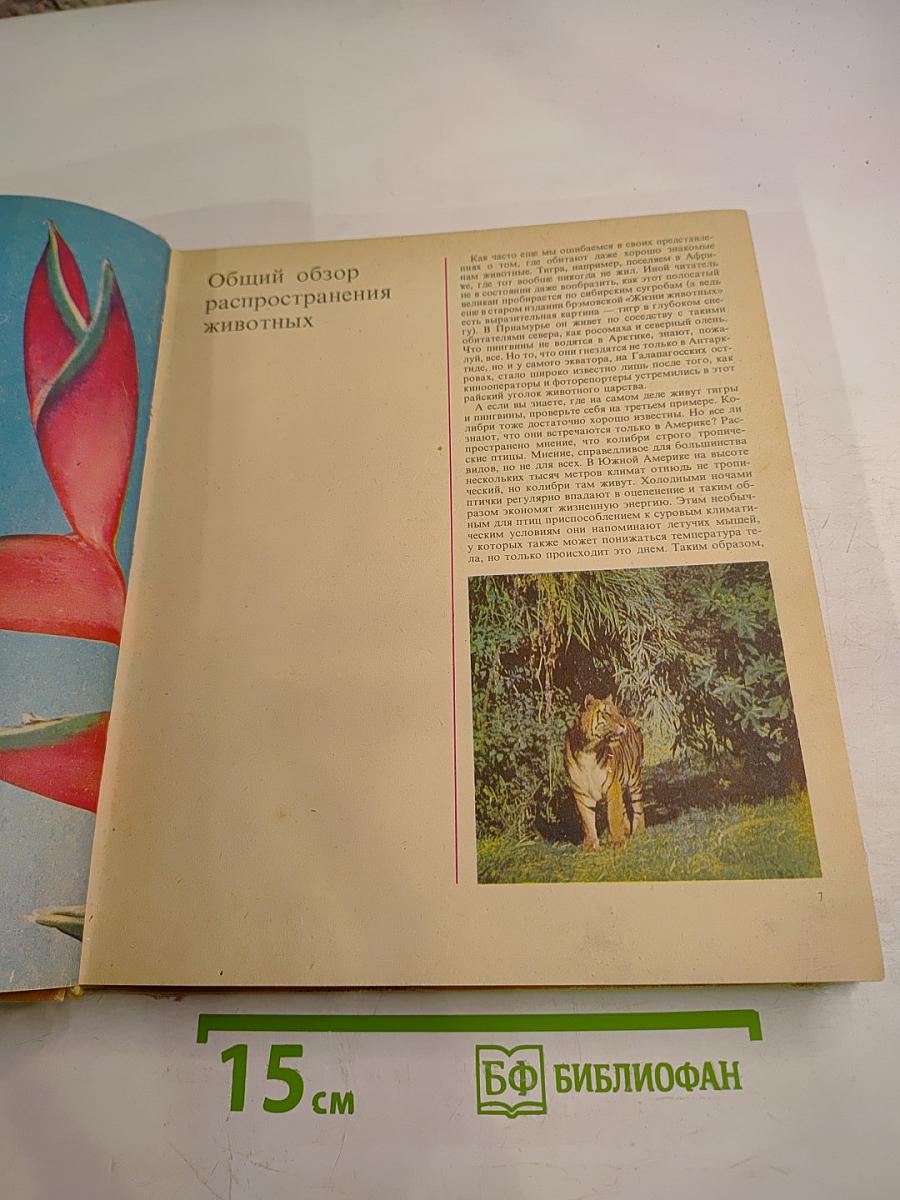 Общий обзор
распространения
животных
Как часто еще мы ошибаемся в своих представле-
ниях о том, где обитают даже хорошо знакомые
нам животные. Тигра, например, поселяем в Афри-
ке, где тот вообще никогда не жил. Иной читатель
не в состоянии даже вообразить, как этот полосатый
великан пробирается по сибирским сугробам (а ведь
еще в старом издании брэмовской «Жизни животных»
есть выразительная картина — тигр в глубоком сне-
гу). В Приамурье он живет по соседству с такими
обитателями севера, как росомаха и северный олень.
Что пингвины не водятся в Арктике, знают, пожа-
луй, все. Но то, что они гнездятся не только в Антарк-
тиде, но и у самого экватора, на Галапагосских ост-
ровах, стало широко известно лишь после того, как
кинооператоры и фоторепортеры устремились в этот
райский уголок животного царства.
А если вы знаете, где на самом деле живут тигры
и пингвины, проверьте себя на третьем примере. Ко-
либри тоже достаточно хорошо известны. Но все ли
знают, что они встречаются только в Америке? Рас-
пространено мнение, что колибри строго тропиче-
ские птицы. Мнение, справедливое для большинства
видов, но не для всех. В Южной Америке на высоте
нескольких тысяч метров климат отнюдь не тропи-
ческий, но колибри там живут. Холодными ночами
птички регулярно впадают в оцепенение и таким об-
разом экономят жизненную энергию. Этим необыч-
ным для птиц приспособлением к суровым климати-
ческим условиям они напоминают летучих мышей,
у которых также может понижаться температура те-
ла, но только происходит это днем. Таким образом,
7
15 см
БФ БИБЛИОФАН